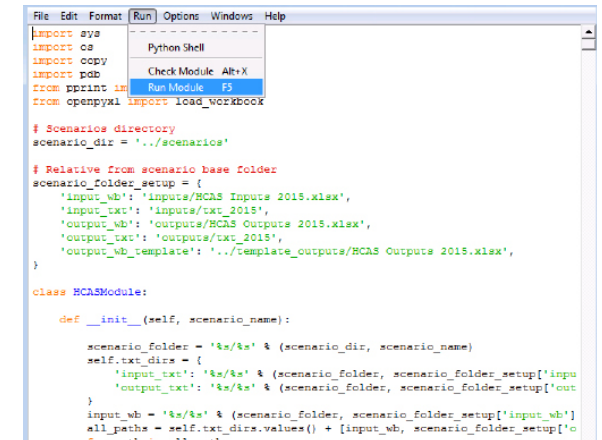 File Edit Format Run Options Windows Help
import sys
import os
import copy
import pdb
from pprint im
from openpyxl import load_workbook
Python Shell
Check Module Alt+X
Run Module F5
# Scenarios directory
scenario_dir = '../scenarios'
# Relative from scenario base folder
scenario_folder_setup = {
    'input_wb': 'inputs/HCAS Inputs 2015.xlsx',
    'input_txt': 'inputs/txt_2015',
    'output_wb': 'outputs/HCAS Outputs 2015.xlsx',
    'output_txt': 'outputs/txt_2015',
    'output_wb_template': '../template_outputs/HCAS Outputs 2015.xlsx',
}
class HCASModule:
    def __init__(self, scenario_name):
        scenario_folder = '%s/%s' % (scenario_dir, scenario_name)
        self.txt_dirs = {
            'input_txt': '%s/%s' % (scenario_folder, scenario_folder_setup['inpu
            'output_txt': '%s/%s' % (scenario_folder, scenario_folder_setup['out
        }
        input_wb = '%s/%s' % (scenario_folder, scenario_folder_setup['input_wb']
        all_paths = self.txt_dirs.values() + [input_wb, scenario_folder_setup['o